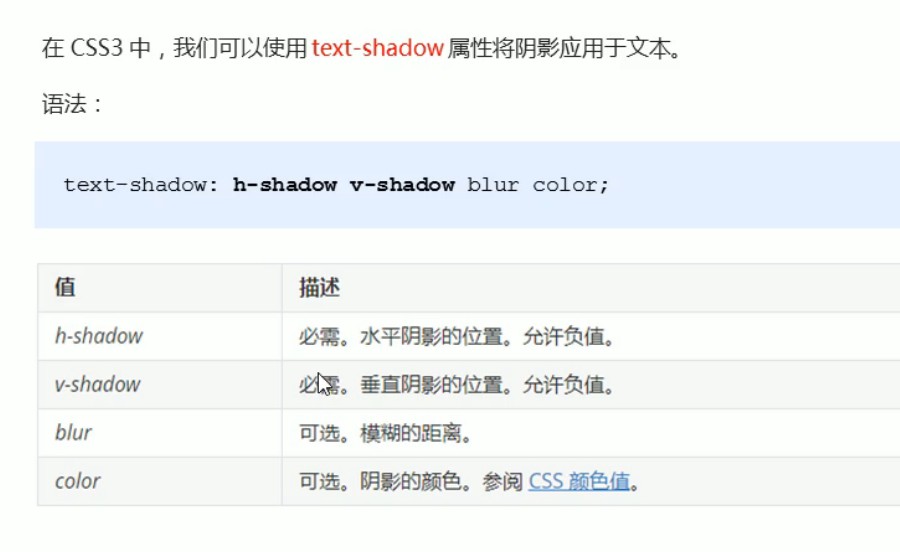 在 CSS3 中，我们可以使用 text-shadow 属性将阴影应用于文本。
语法：
text-shadow: h-shadow v-shadow blur color;
值 描述
h-shadow 必需。水平阴影的位置。允许负值。
v-shadow 必需。垂直阴影的位置。允许负值。
blur 可选。模糊的距离。
color 可选。阴影的颜色。参阅 CSS 颜色值。